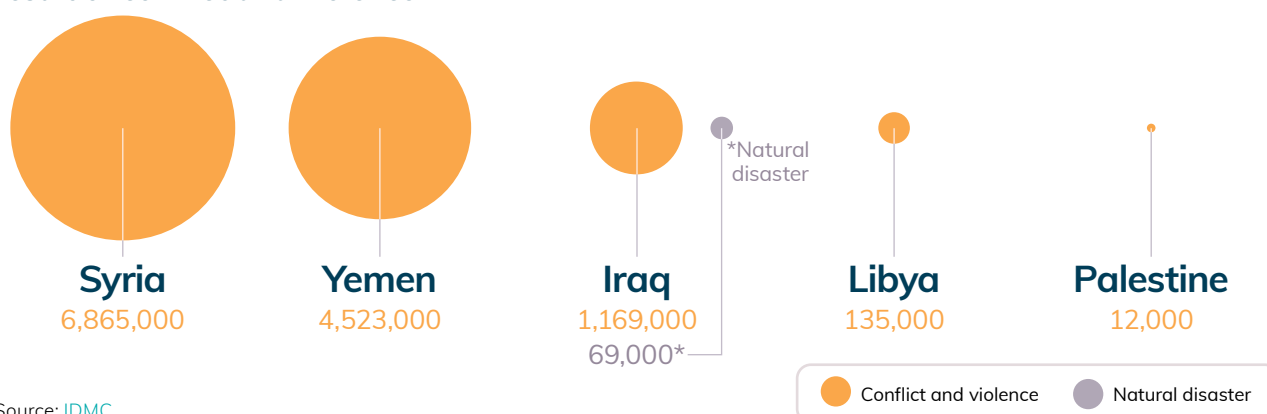 *Natural
disaster
Syria
6,865,000
Yemen
4,523,000
Iraq
1,169,000
69,000*
Libya
135,000
Palestine
12,000
Source: IDMC
Conflict and violence
Natural disaster